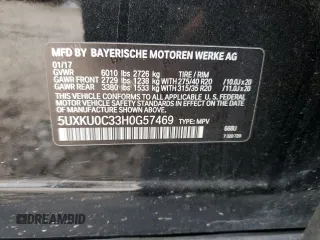 MFD BY BAYERISCHE MOTOREN WERKE AG
01/17
GVWR 6010 lbs 2726 kg TIRE / RIM
GAWR FRONT 2729 lbs 1238 kg WITH 275/40 R20 / 10.0J x 20
GAWR REAR 3380 lbs 1533 kg WITH 315/35 R20 / 11.0J x 20
THIS VEHICLE CONFORMS TO ALL APPLICABLE
U.S. FEDERAL MOTOR VEHICLE SAFETY
STANDARDS IN EFFECT ON THE DATE OF
MANUFACTURE SHOWN ABOVE.
5UXKU0C33H0G57469 TYPE: MPV
AutoBidMaster